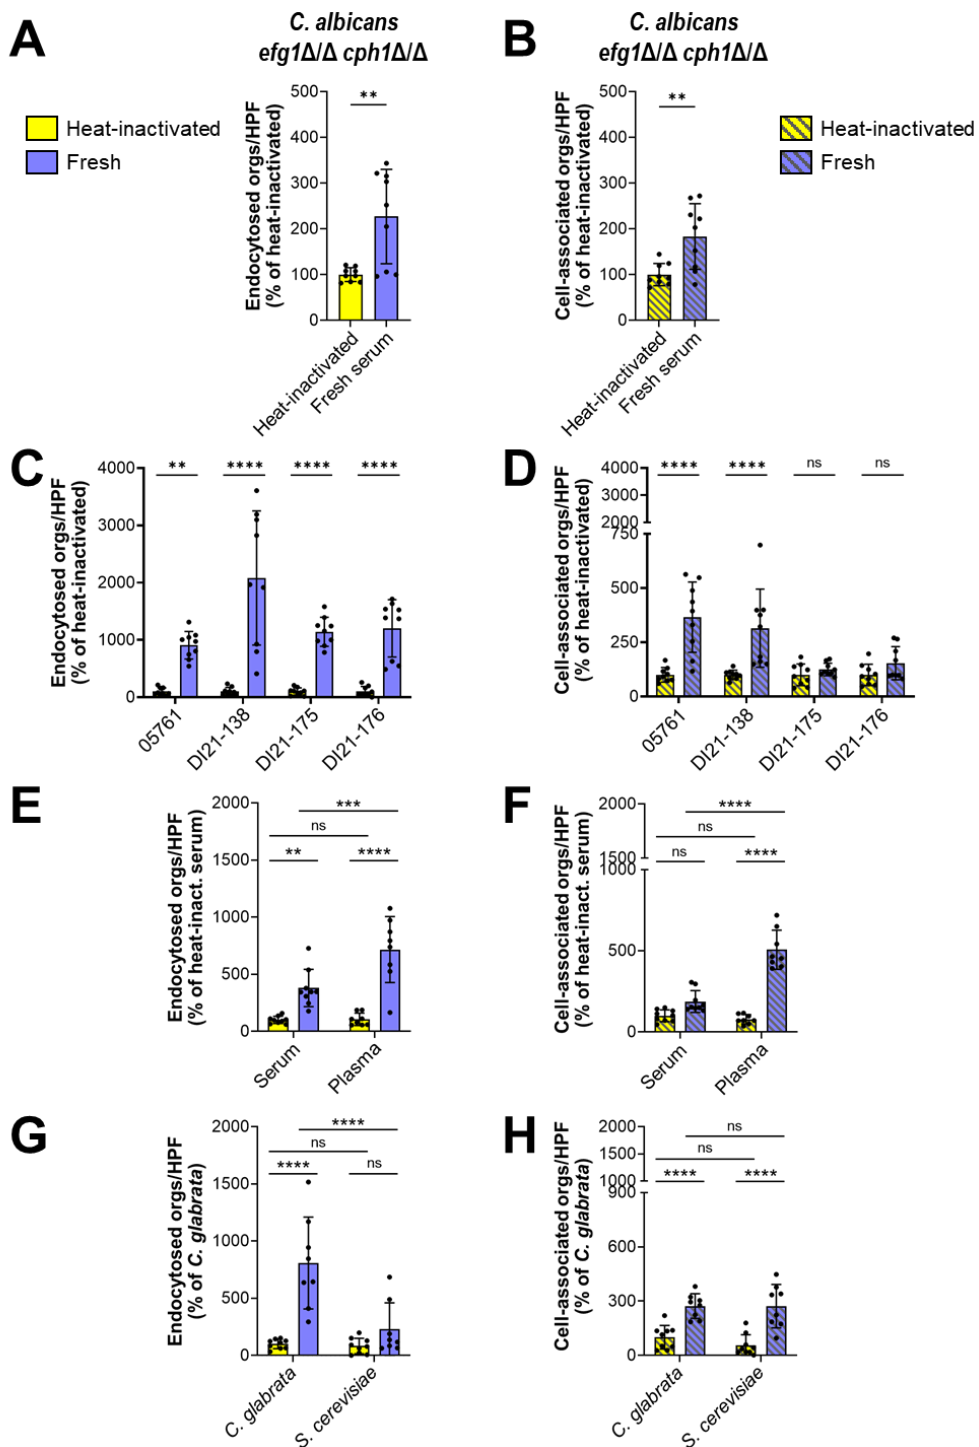 A
C. albicans
efg1Δ/Δ cph1Δ/Δ
Heat-inactivated
Fresh
Endocytosed orgs/HPF
(% of heat-inactivated)
500
400
300
200
100
0
**
Heat-inactivated
Fresh serum
B
C. albicans
efg1Δ/Δ cph1Δ/Δ
Heat-inactivated
Fresh
Cell-associated orgs/HPF
(% of heat-inactivated)
500
400
300
200
100
0
**
Heat-inactivated
Fresh serum
C
Endocytosed orgs/HPF
(% of heat-inactivated)
4000
3000
2000
1000
0
** **** **** ****
05761
DI21-138
DI21-175
DI21-176
D
Cell-associated orgs/HPF
(% of heat-inactivated)
4000
3000
2000
750
500
250
0
**** **** ns ns
05761
DI21-138
DI21-175
DI21-176
E
Endocytosed orgs/HPF
(% of heat-inact. serum)
2000
1500
1000
500
0
***
ns
** ****
Serum
Plasma
F
Cell-associated orgs/HPF
(% of heat-inact. serum)
2000
1500
1000
500
0
****
ns
ns ****
Serum
Plasma
G
Endocytosed orgs/HPF
(% of C. glabrata)
2000
1500
1000
500
0
****
ns
**** ns
C. glabrata
S. cerevisiae
H
Cell-associated orgs/HPF
(% of C. glabrata)
2000
1500
1000
900
600
300
0
ns
ns
**** ****
C. glabrata
S. cerevisiae